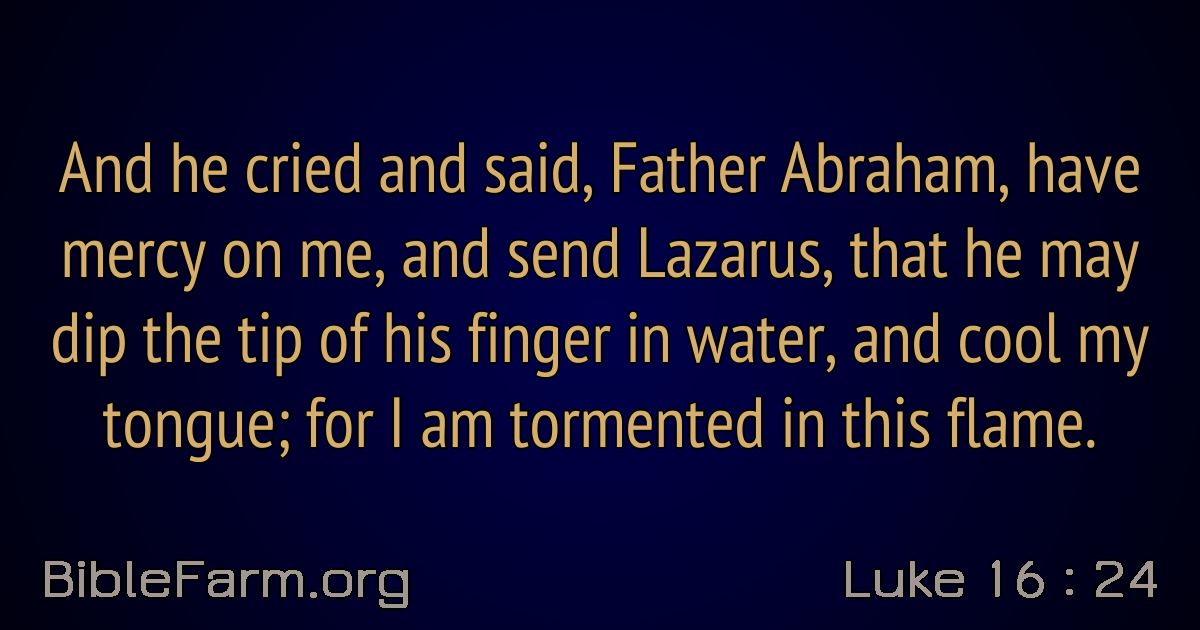 And he cried and said, Father Abraham, have
mercy on me, and send Lazarus, that he may
dip the tip of his finger in water, and cool my
tongue; for I am tormented in this flame.
BibleFarm.org
Luke 16 : 24